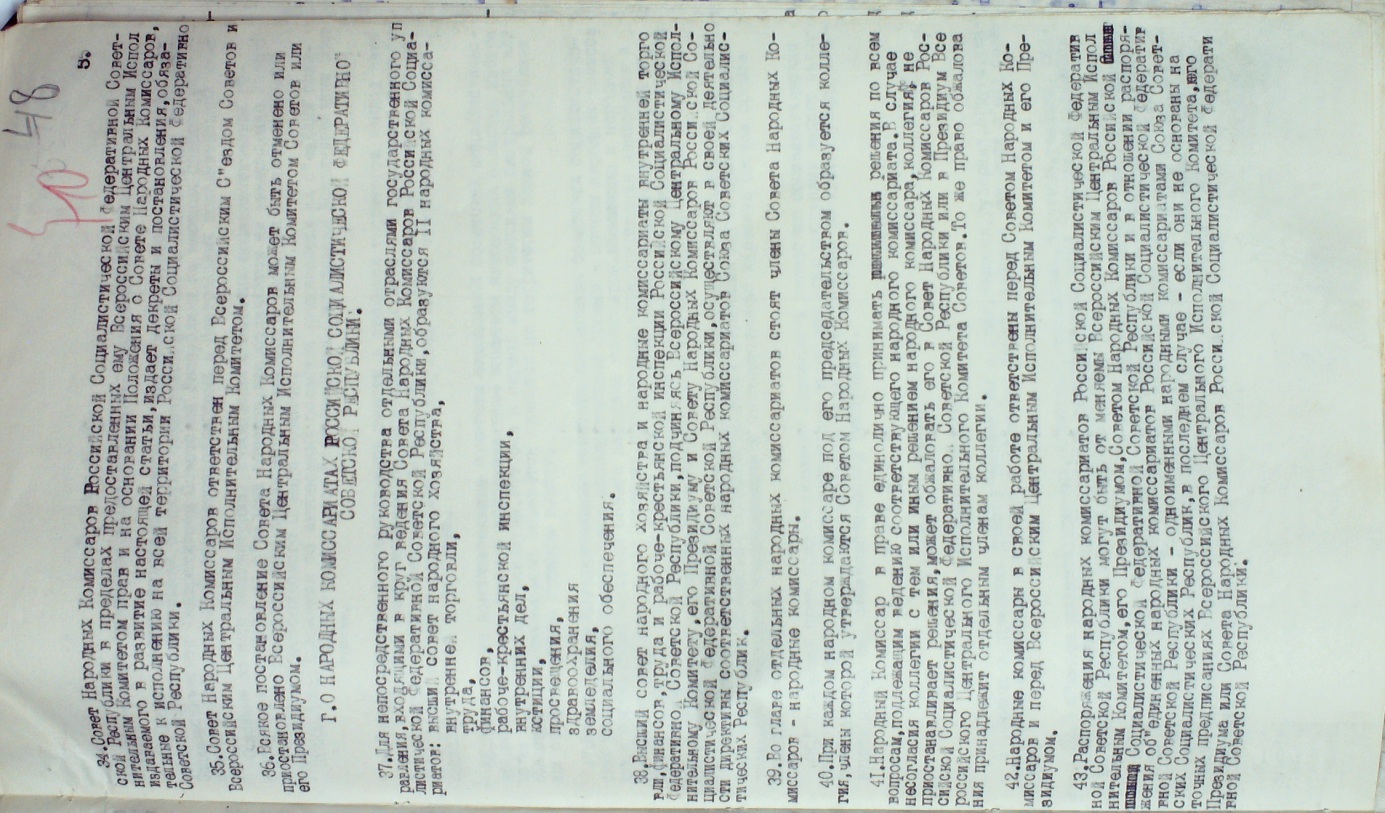 48
10
5.
34.Совет Народных Комиссаров Российской Социалистической Федеративной Совет-
ской Республики в пределах предоставленных ему Всероссийским Центральным Испол
нительным Комитетом прав и на основании Положения о Совете Народных Комиссаров,
издаваемого в развитие настоящей статьи,издает декреты и постановления,обяза-
тельные к исполнению на всей территории Российской Социалистической Федеративно
Советской Республики.
35.Совет Народных Комиссаров ответствен перед Всероссийским С"ездом Советов и
Всероссийским Центральным Исполнительным Комитетом.
36.Всякое постановление Совета Народных Комиссаров может быть отменено или
приостановлено Всероссийским Центральным Исполнительным Комитетом Советов или
его Президиумом.
Г.О НАРОДНЫХ КОМИССАРИАТАХ РОССИЙСКОЙ СОЦИАЛИСТИЧЕСКОЙ ФЕДЕРАТИВНО"
СОВЕТСКОЙ РЕСПУБЛИКИ.
37.Для непосредственного руководства отдельными отраслями государственного уп
равления,входящими в круг ведения Совета Народных Комиссаров Российской Социа-
листической Федеративной Советской Республики,образуются II народных комисса-
риатов: высший совет народного хозяйства,
внутренней торговли,
труда,
финансов,
рабоче-крестьянской инспекции,
внутренних дел,
юстиции,
просвещения,
здравоохранения
земледелия,
социального обеспечения.
38.Высший совет народного хозяйства и народные комиссариаты внутренней торго
вли,финансов,труда и рабоче-крестьянской инспекции Российской Социалистической
Федеративной Советской Республики,подчиняясь Всероссийскому Центральному Испол-
нительному Комитету,его Президиуму и Совету Народных Комиссаров Российской Со-
циалистической Федеративной Советской Республики,осуществляют в своей деятельно
сти директивы соответственных народных комиссариатов Союза Советских Социалис-
тических Республик.
39.Во главе отдельных народных комиссариатов стоят члены Совета Народных Ко-
миссаров - народные комиссары.
40.При каждом народном комиссаре под его председательством образуется колле-
гия,члены которой утверждаются Советом Народных Комиссаров.
41.Народный Комиссар в праве единолично принимать решения по всем
вопросам,подлежащим ведению соответствующего народного комиссариата.В случае
несогласия коллегии с тем или иным решением народного комиссара,коллегия, не
приостанавливает решения,может обжаловать его в Совет Народных Комиссаров Рос-
сийской Социалистической Федеративно. Советской Республики или в Президиум Все
российского Центрального Исполнительного Комитета Советов.То же право обжалова
ния принадлежит отдельным членам коллегии.
42.Народные комиссары в своей работе ответственны перед Советом Народных Ко-
миссаров и перед Всероссийским Центральным Исполнительным Комитетом и его Пре-
зидиумом.
43.Распоряжения народных комиссариатов Российской Социалистической Федератив
ной Советской Республики могут быть от меняемы Всероссийским Центральным Испол
нительным Комитетом,его Президиумом,Советом Народных Комиссаров Российской
Социалистической Федеративной Советской Республики и в отношении распоря-
жения об"единенных народных комиссариатов Российской Социалистической Федератив
вной Советской Республики - одноименными народными комиссариатами Союза Совет-
ских Социалистических Республик,в последнем случае - если они не основаны на
точных предписаниях Всероссийского Центрального Исполнительного Комитета,его
Президиума или Совета Народных Комиссаров Российской Социалистической Федерати
вной Советской Республики.